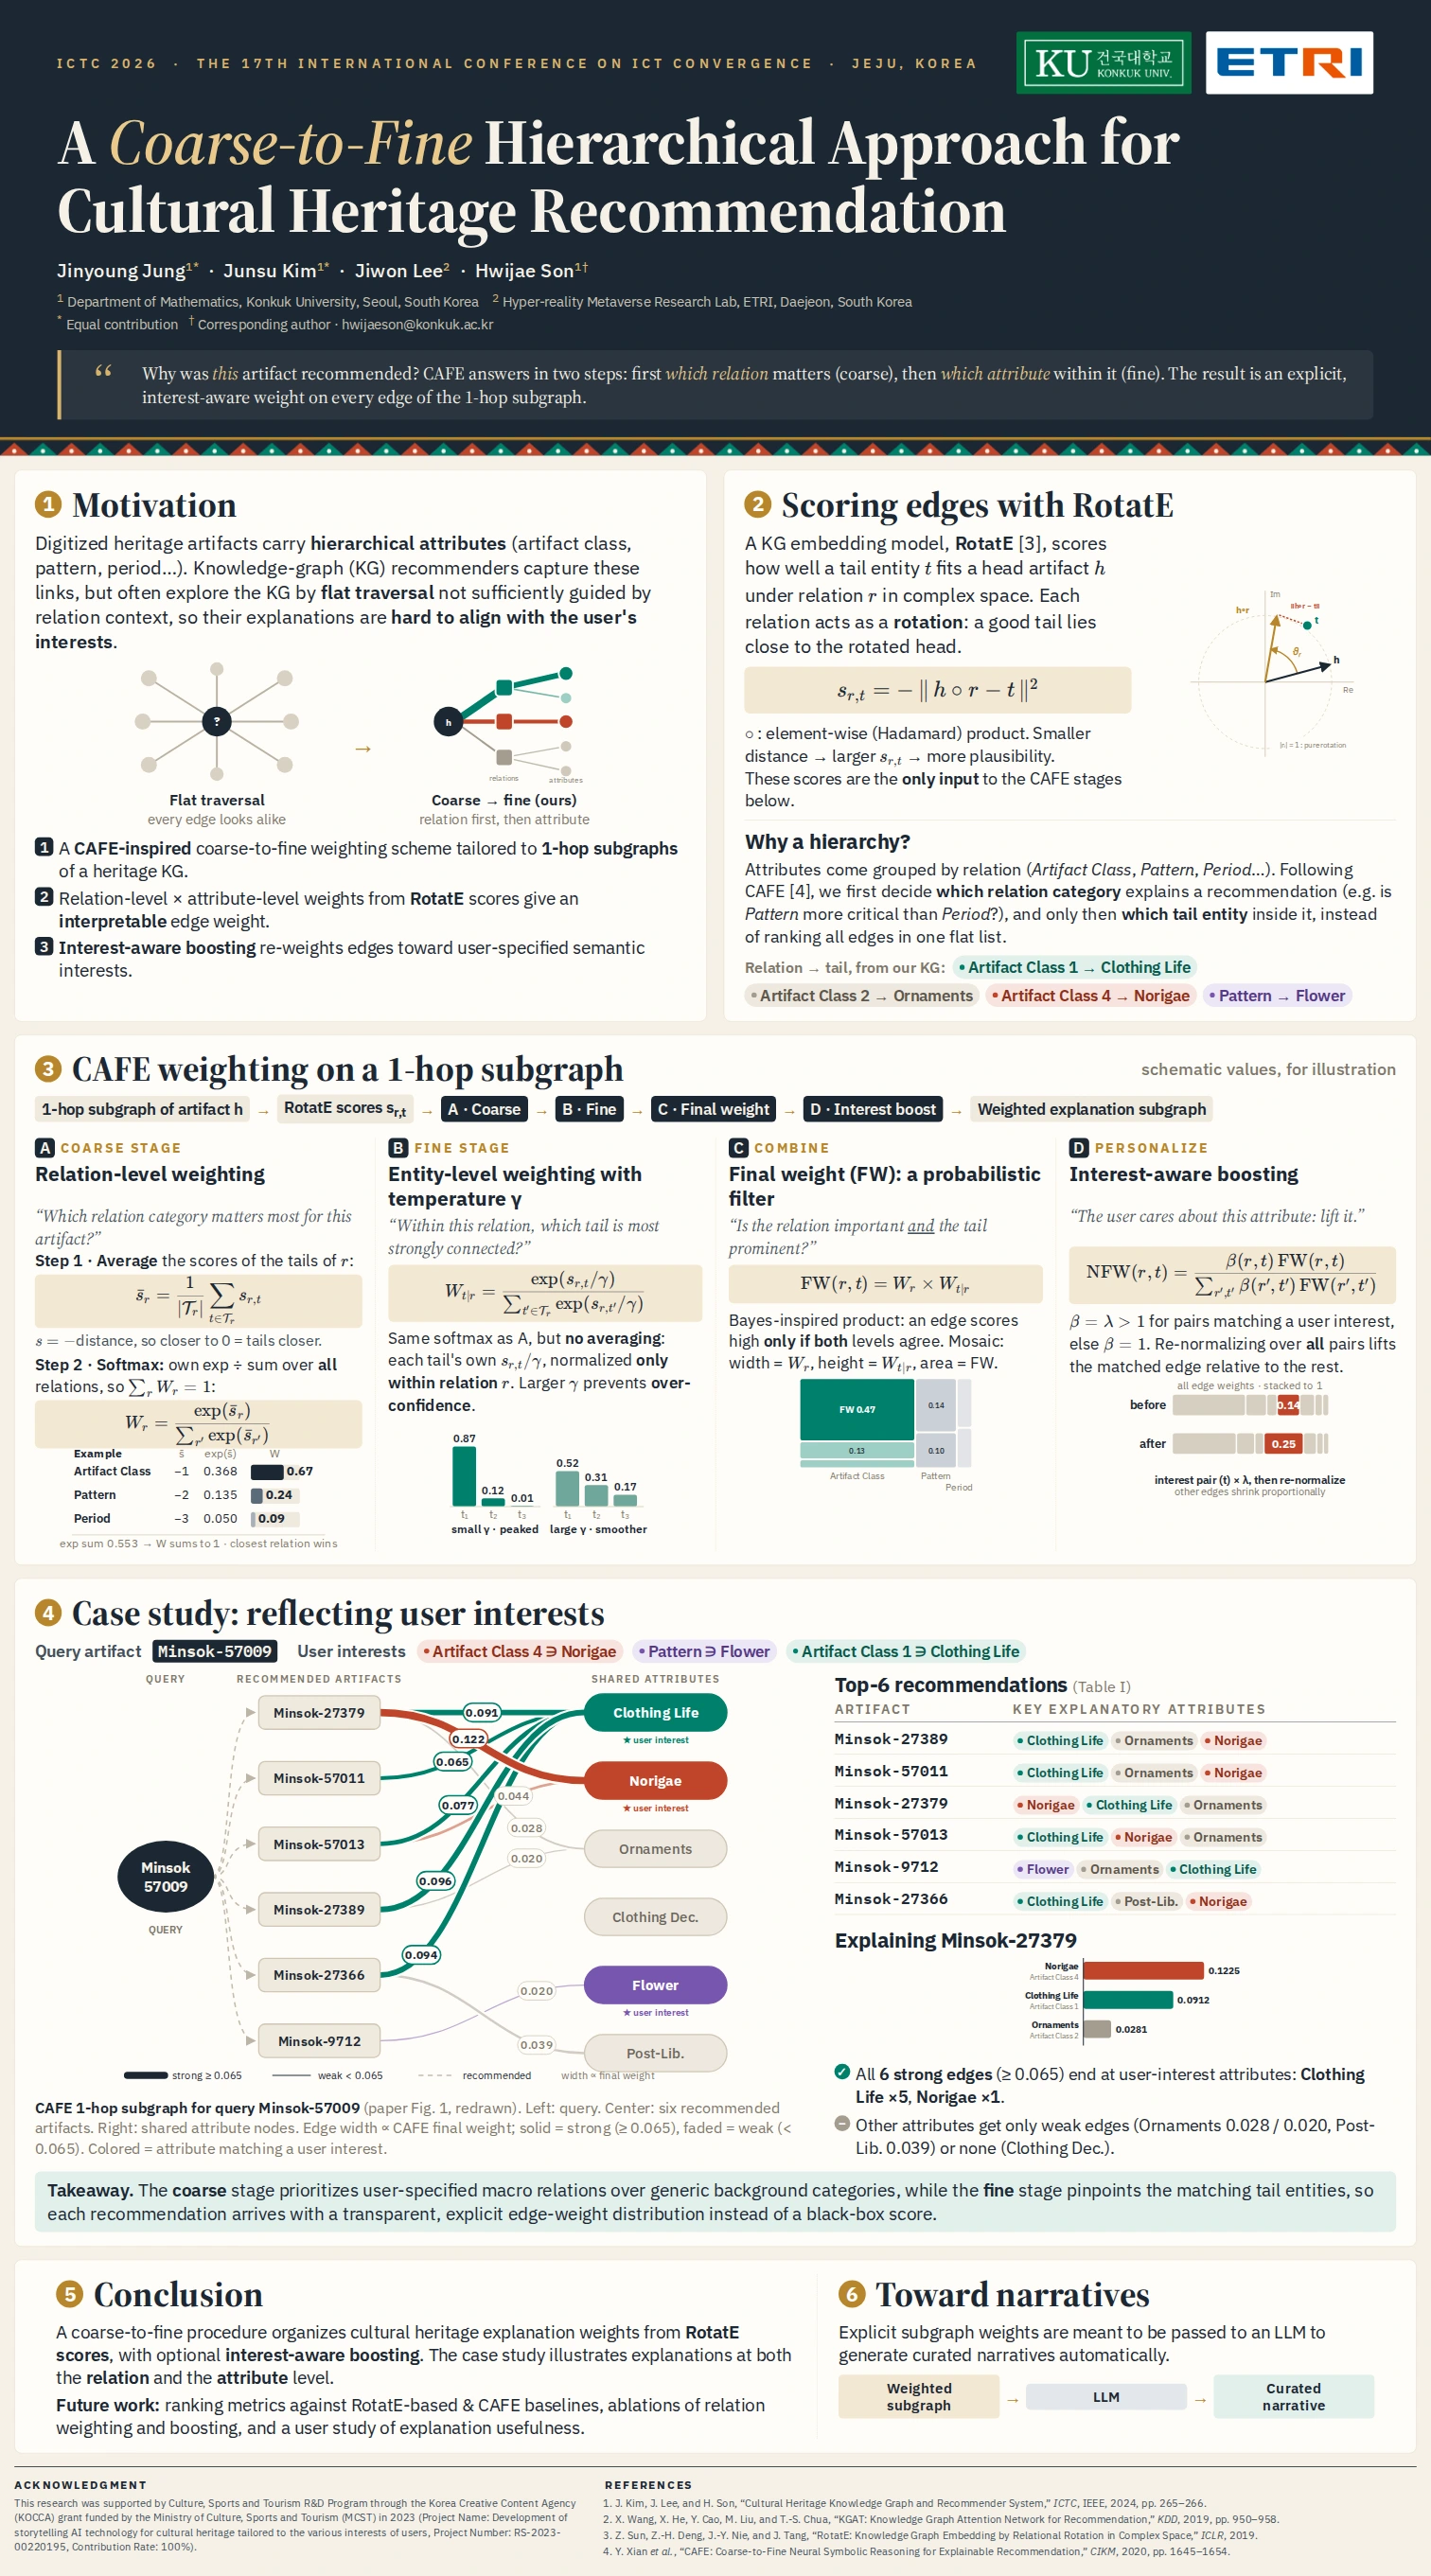 ICTC 2026 · THE 17TH INTERNATIONAL CONFERENCE ON ICT CONVERGENCE · JEJU, KOREA
KU 건국대학교
KONKUK UNIV.
ETRI
A Coarse-to-Fine Hierarchical Approach for
Cultural Heritage Recommendation
Jinyoung Jung1* · Junsu Kim1* · Jiwon Lee2 · Hwijae Son1†
1 Department of Mathematics, Konkuk University, Seoul, South Korea 2 Hyper-reality Metaverse Research Lab, ETRI, Daejeon, South Korea
* Equal contribution † Corresponding author · hwijaeson@konkuk.ac.kr
“ Why was this artifact recommended? CAFE answers in two steps: first which relation matters (coarse), then which attribute within it (fine). The result is an explicit,
interest-aware weight on every edge of the 1-hop subgraph.
1 Motivation
Digitized heritage artifacts carry hierarchical attributes (artifact class,
pattern, period...). Knowledge-graph (KG) recommenders capture these
links, but often explore the KG by flat traversal not sufficiently guided by
relation context, so their explanations are hard to align with the user's
interests.
?
→
h
relations
attributes
Flat traversal
every edge looks alike
Coarse → fine (ours)
relation first, then attribute
1 A CAFE-inspired coarse-to-fine weighting scheme tailored to 1-hop subgraphs
of a heritage KG.
2 Relation-level × attribute-level weights from RotatE scores give an
interpretable edge weight.
3 Interest-aware boosting re-weights edges toward user-specified semantic
interests.
2 Scoring edges with RotatE
A KG embedding model, RotatE [3], scores
how well a tail entity t fits a head artifact h
under relation r in complex space. Each
relation acts as a rotation: a good tail lies
close to the rotated head.
s_{r,t} = −‖ h ∘ r − t ‖²
○ : element-wise (Hadamard) product. Smaller
distance → larger s_{r,t} → more plausibility.
These scores are the only input to the CAFE stages
below.
Im
h∘r
t
θr
h
Re
|rᵢ| = 1 : pure rotation
Why a hierarchy?
Attributes come grouped by relation (Artifact Class, Pattern, Period...). Following
CAFE [4], we first decide which relation category explains a recommendation (e.g. is
Pattern more critical than Period?), and only then which tail entity inside it, instead
of ranking all edges in one flat list.
Relation → tail, from our KG: • Artifact Class 1 → Clothing Life
• Artifact Class 2 → Ornaments • Artifact Class 4 → Norigae • Pattern → Flower
3 CAFE weighting on a 1-hop subgraph
schematic values, for illustration
1-hop subgraph of artifact h → RotatE scores s_{r,t} → A · Coarse → B · Fine → C · Final weight → D · Interest boost → Weighted explanation subgraph
A COARSE STAGE
Relation-level weighting
“Which relation category matters most for this
artifact?”
Step 1 · Average the scores of the tails of r:
s̄_r = 1/|𝒯_r| ∑_{t∈𝒯_r} s_{r,t}
s = −distance, so closer to 0 = tails closer.
Step 2 · Softmax: own exp ÷ sum over all
relations, so ∑_r W_r = 1:
W_r = exp(s̄_r) / ∑_{r'} exp(s̄_{r'})
Example s̄ exp(s̄) W
Artifact Class −1 0.368 0.67
Pattern −2 0.135 0.24
Period −3 0.050 0.09
exp sum 0.553 → W sums to 1 · closest relation wins
B FINE STAGE
Entity-level weighting with
temperature γ
“Within this relation, which tail is most
strongly connected?”
W_{t|r} = exp(s_{r,t}/γ) / ∑_{t'∈𝒯_r} exp(s_{r,t'}/γ)
Same softmax as A, but no averaging:
each tail's own s_{r,t}/γ, normalized only
within relation r. Larger γ prevents over-
confidence.
0.87 0.12 0.01 0.52 0.31 0.17
t₁ t₂ t₃ t₁ t₂ t₃
small γ · peaked large γ · smoother
C COMBINE
Final weight (FW): a probabilistic
filter
“Is the relation important and the tail
prominent?”
FW(r, t) = W_r × W_{t|r}
Bayes-inspired product: an edge scores
high only if both levels agree. Mosaic:
width = W_r, height = W_{t|r}, area = FW.
FW 0.47
0.14
0.13
0.10
Artifact Class Pattern
Period
D PERSONALIZE
Interest-aware boosting
“The user cares about this attribute: lift it.”
NFW(r, t) = β(r, t) FW(r, t) / ∑_{r',t'} β(r', t') FW(r', t')
β = λ > 1 for pairs matching a user interest,
else β = 1. Re-normalizing over all pairs lifts
the matched edge relative to the rest.
all edge weights · stacked to 1
before 0.14
after 0.25
interest pair (t) × λ, then re-normalize
other edges shrink proportionally
4 Case study: reflecting user interests
Query artifact Minsok-57009 User interests • Artifact Class 4 ∋ Norigae • Pattern ∋ Flower • Artifact Class 1 ∋ Clothing Life
QUERY RECOMMENDED ARTIFACTS SHARED ATTRIBUTES
Minsok
57009
QUERY
Minsok-27379
Minsok-57011
Minsok-57013
Minsok-27389
Minsok-27366
Minsok-9712
0.091
0.122
0.065
0.044
0.077
0.028
0.020
0.096
0.094
0.020
0.039
Clothing Life
★ user interest
Norigae
★ user interest
Ornaments
Clothing Dec.
Flower
★ user interest
Post-Lib.
strong ≥ 0.065 weak < 0.065 recommended width ∝ final weight
CAFE 1-hop subgraph for query Minsok-57009 (paper Fig. 1, redrawn). Left: query. Center: six recommended
artifacts. Right: shared attribute nodes. Edge width ∝ CAFE final weight; solid = strong (≥ 0.065), faded = weak (<
0.065). Colored = attribute matching a user interest.
Top-6 recommendations (Table I)
ARTIFACT KEY EXPLANATORY ATTRIBUTES
Minsok-27389 • Clothing Life • Ornaments • Norigae
Minsok-57011 • Clothing Life • Ornaments • Norigae
Minsok-27379 • Norigae • Clothing Life • Ornaments
Minsok-57013 • Clothing Life • Norigae • Ornaments
Minsok-9712 • Flower • Ornaments • Clothing Life
Minsok-27366 • Clothing Life • Post-Lib. • Norigae
Explaining Minsok-27379
Norigae 0.1225
Artifact Class 4
Clothing Life 0.0912
Artifact Class 1
Ornaments 0.0281
Artifact Class 2
✓ All 6 strong edges (≥ 0.065) end at user-interest attributes: Clothing
Life ×5, Norigae ×1.
– Other attributes get only weak edges (Ornaments 0.028 / 0.020, Post-
Lib. 0.039) or none (Clothing Dec.).
Takeaway. The coarse stage prioritizes user-specified macro relations over generic background categories, while the fine stage pinpoints the matching tail entities, so
each recommendation arrives with a transparent, explicit edge-weight distribution instead of a black-box score.
5 Conclusion
A coarse-to-fine procedure organizes cultural heritage explanation weights from RotatE
scores, with optional interest-aware boosting. The case study illustrates explanations at both
the relation and the attribute level.
Future work: ranking metrics against RotatE-based & CAFE baselines, ablations of relation
weighting and boosting, and a user study of explanation usefulness.
6 Toward narratives
Explicit subgraph weights are meant to be passed to an LLM to
generate curated narratives automatically.
Weighted
subgraph
→ LLM →
Curated
narrative
ACKNOWLEDGMENT
This research was supported by Culture, Sports and Tourism R&D Program through the Korea Creative Content Agency
(KOCCA) grant funded by the Ministry of Culture, Sports and Tourism (MCST) in 2023 (Project Name: Development of
storytelling AI technology for cultural heritage tailored to the various interests of users, Project Number: RS-2023-
00220195, Contribution Rate: 100%).
REFERENCES
1. J. Kim, J. Lee, and H. Son, “Cultural Heritage Knowledge Graph and Recommender System,” ICTC, IEEE, 2024, pp. 265–266.
2. X. Wang, X. He, Y. Cao, M. Liu, and T.-S. Chua, “KGAT: Knowledge Graph Attention Network for Recommendation,” KDD, 2019, pp. 950–958.
3. Z. Sun, Z.-H. Deng, J.-Y. Nie, and J. Tang, “RotatE: Knowledge Graph Embedding by Relational Rotation in Complex Space,” ICLR, 2019.
4. Y. Xian et al., “CAFE: Coarse-to-Fine Neural Symbolic Reasoning for Explainable Recommendation,” CIKM, 2020, pp. 1645–1654.